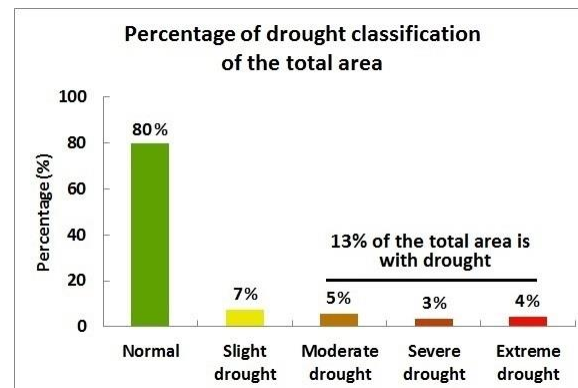 Percentage of drought classification
of the total area
Percentage (%)
100
80
60
40
20
0
80%
7%
5%
3%
4%
13% of the total area is
with drought
Normal
Slight
drought
Moderate
drought
Severe
drought
Extreme
drought